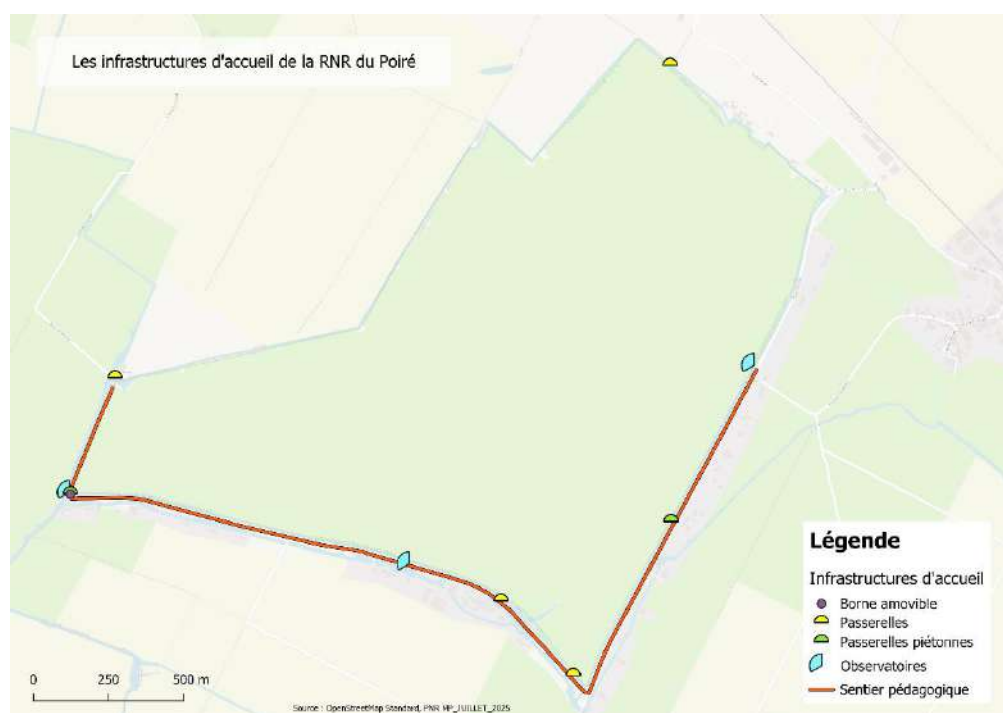 Les infrastructures d'accueil de la RNR du Poiré
Légende
Infrastructures d'accueil
Borne amovible
Passerelles
Passerelles piétonnes
Observatoires
Sentier pédagogique
0 250 500 m
Source : OpenStreetMap Standard, PNR MP_JUILLET_2025